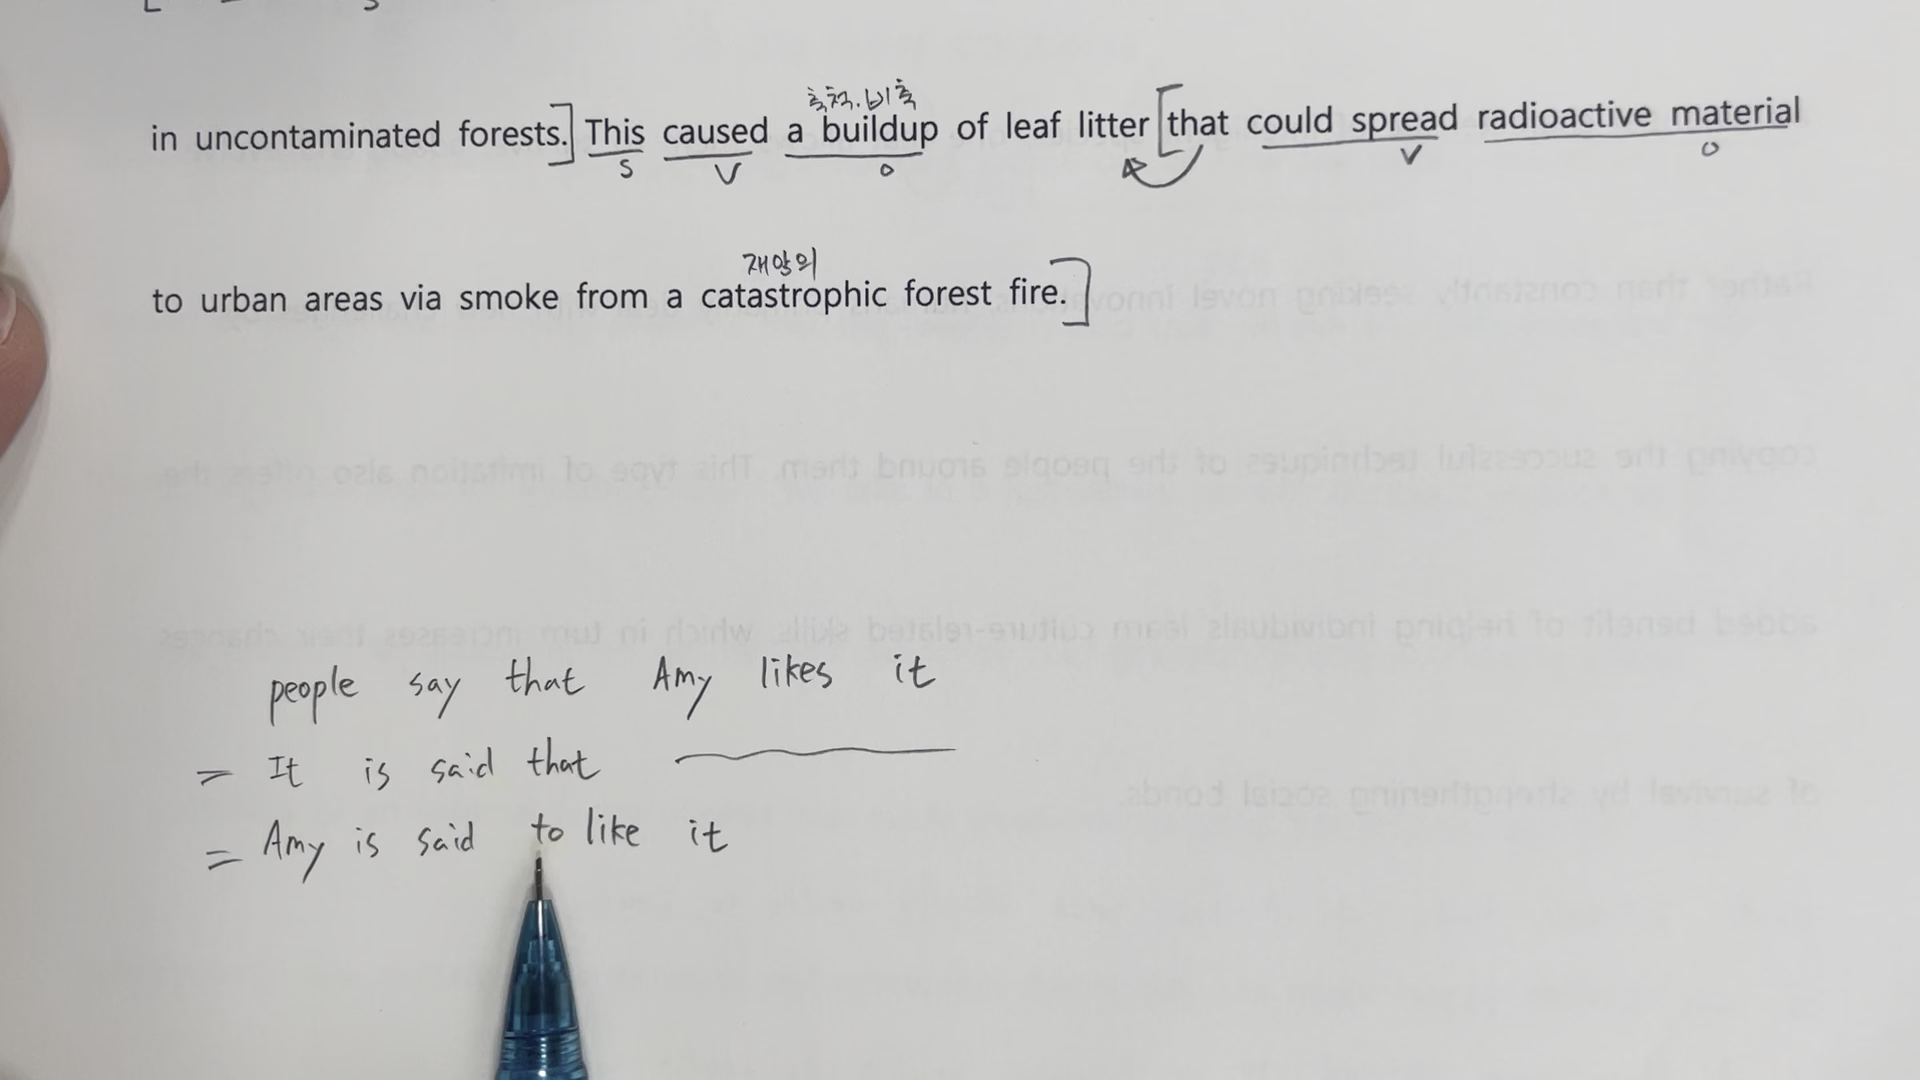 축적.비축
in uncontaminated forests.] This caused a buildup of leaf litter [that could spread radioactive material
S V O V O
재앙의
to urban areas via smoke from a catastrophic forest fire.]
people say that Amy likes it
= It is said that
= Amy is said to like it